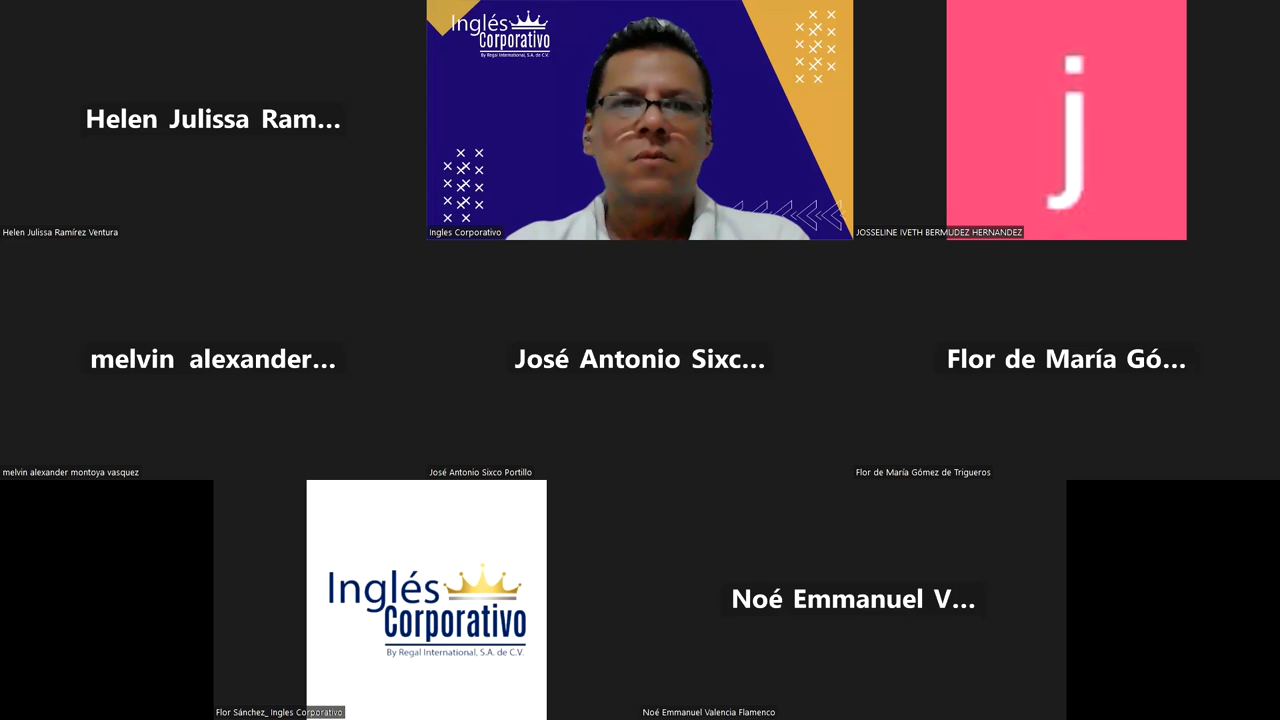 Helen Julissa Ram...
Helen Julissa Ramírez Ventura
Inglés
Corporativo
By Regal International, S.A. de C.V.
Ingles Corporativo
j
JOSSELINE IVETH BERMUDEZ HERNANDEZ
melvin alexander...
melvin alexander montoya vasquez
José Antonio Sixc...
José Antonio Sixco Portillo
Flor de María Gó...
Flor de María Gómez de Trigueros
Inglés
Corporativo
By Regal International, S.A. de C.V.
Flor Sánchez_ Ingles Corporativo
Noé Emmanuel V...
Noé Emmanuel Valencia Flamenco